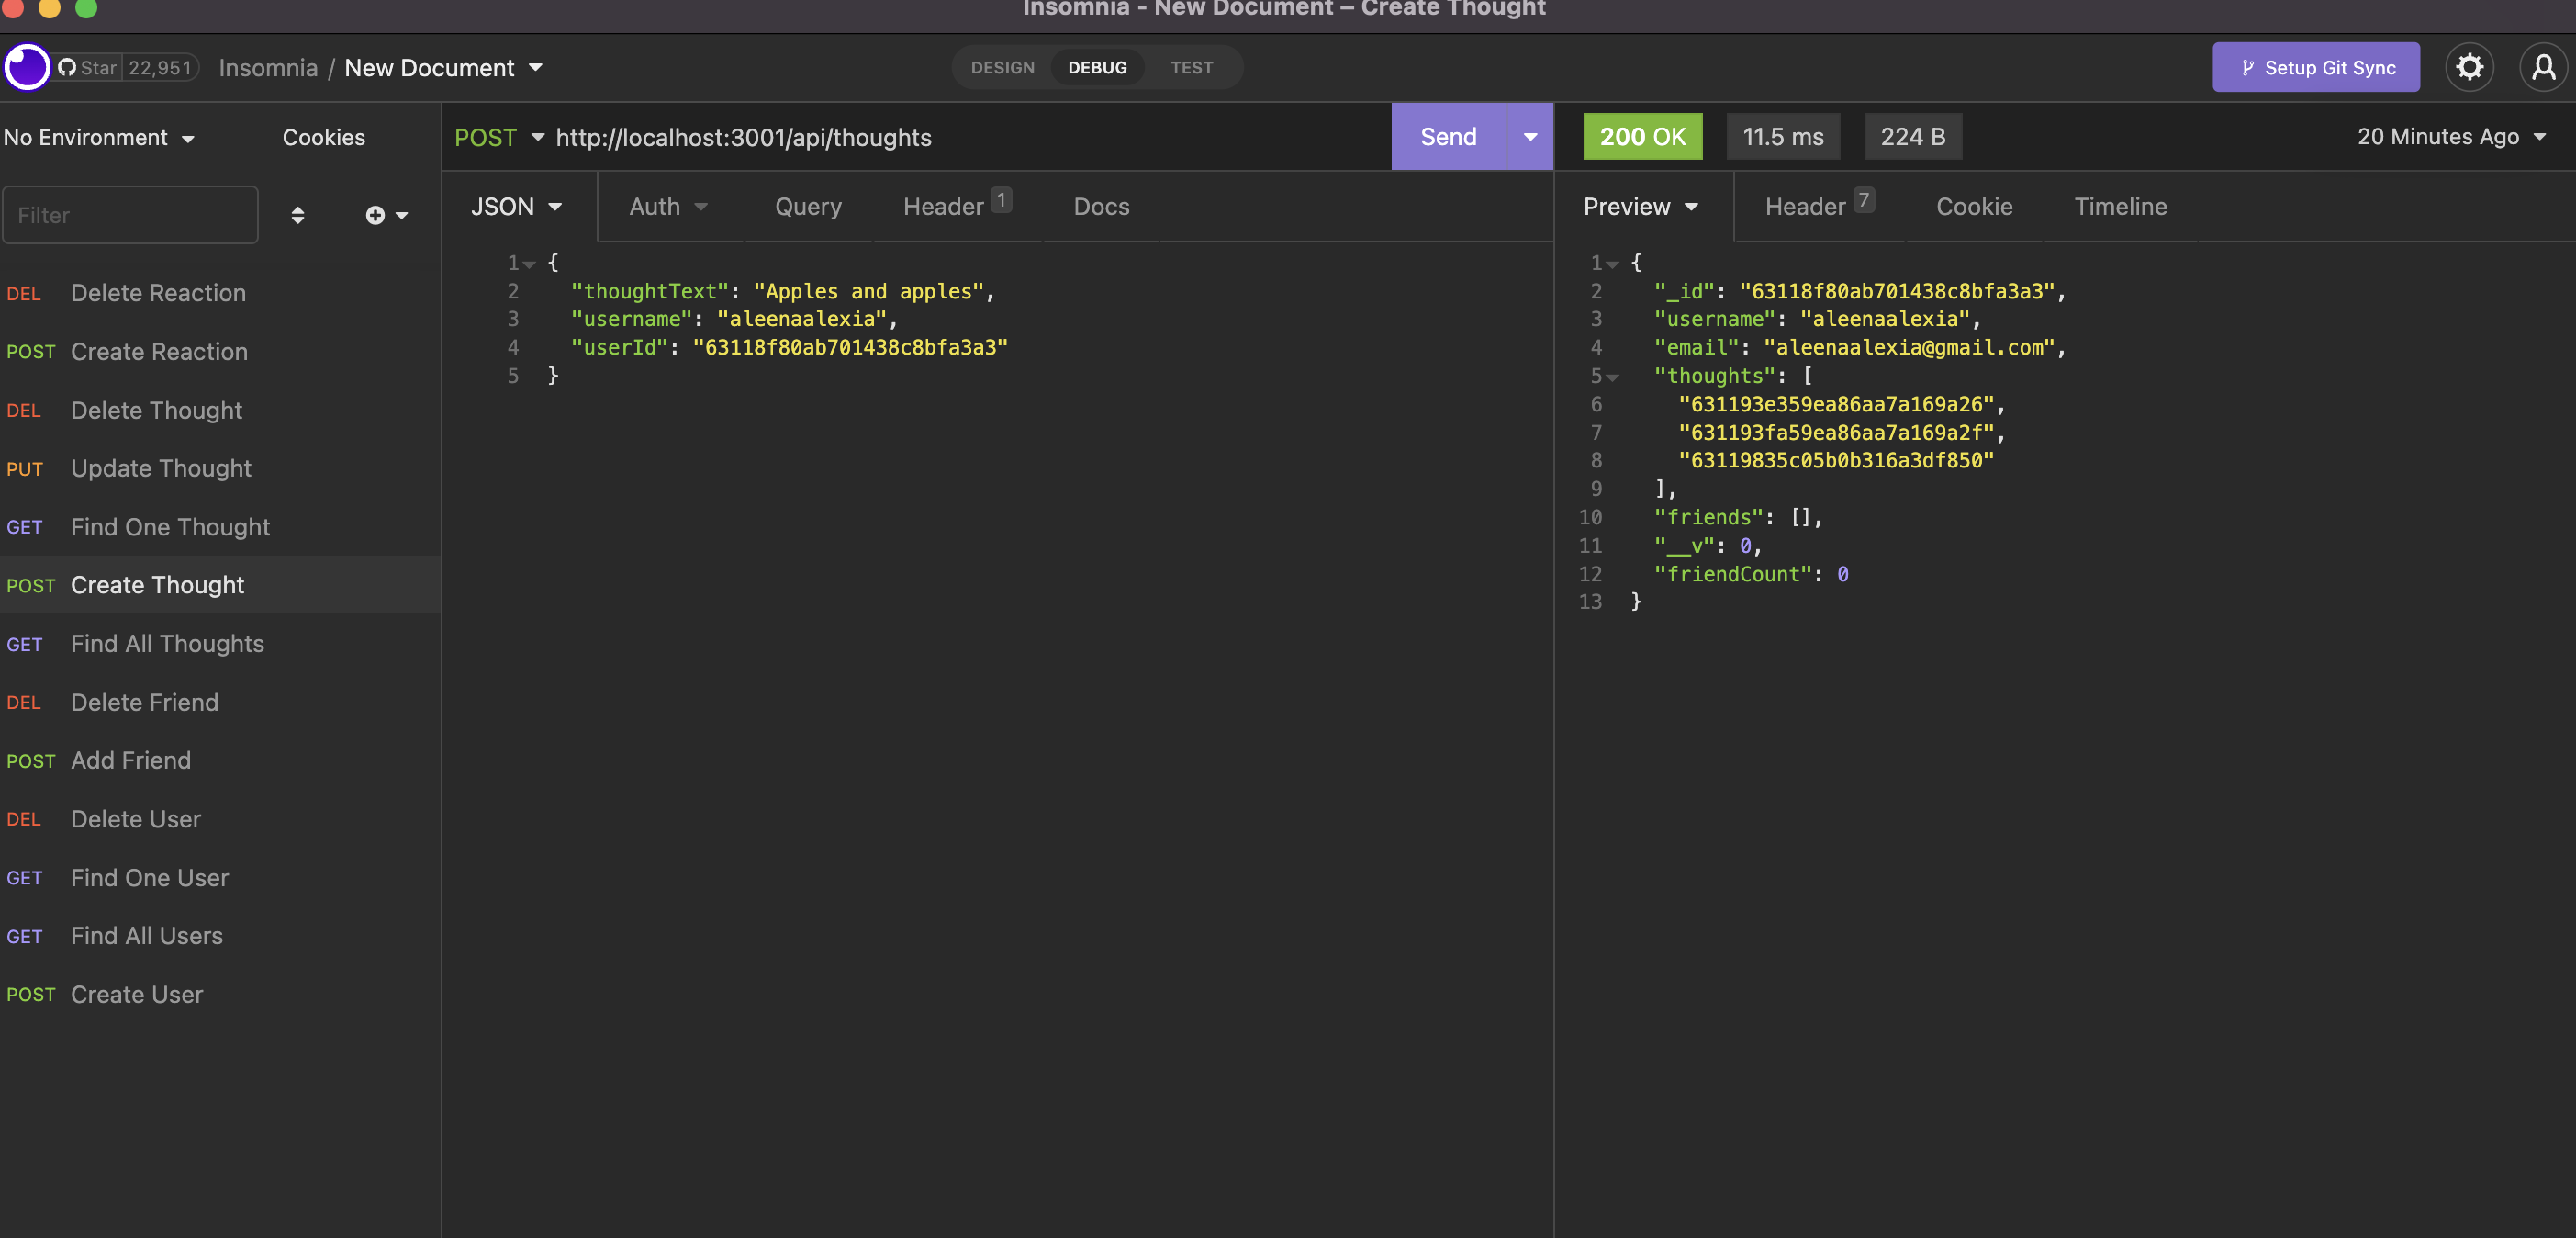 Insomnia - New Document – Create Thought
Star 22,951
Insomnia / New Document
DESIGN DEBUG TEST
Setup Git Sync
No Environment Cookies
Filter
DEL Delete Reaction
POST Create Reaction
DEL Delete Thought
PUT Update Thought
GET Find One Thought
POST Create Thought
GET Find All Thoughts
DEL Delete Friend
POST Add Friend
DEL Delete User
GET Find One User
GET Find All Users
POST Create User
POST http://localhost:3001/api/thoughts Send
JSON Auth Query Header 1 Docs
1 {
2 "thoughtText": "Apples and apples",
3 "username": "aleenaalexia",
4 "userId": "63118f80ab701438c8bfa3a3"
5 }
200 OK 11.5 ms 224 B 20 Minutes Ago
Preview Header 7 Cookie Timeline
1 {
2 "_id": "63118f80ab701438c8bfa3a3",
3 "username": "aleenaalexia",
4 "email": "aleenaalexia@gmail.com",
5 "thoughts": [
6 "631193e359ea86aa7a169a26",
7 "631193fa59ea86aa7a169a2f",
8 "63119835c05b0b316a3df850"
9 ],
10 "friends": [],
11 "__v": 0,
12 "friendCount": 0
13 }